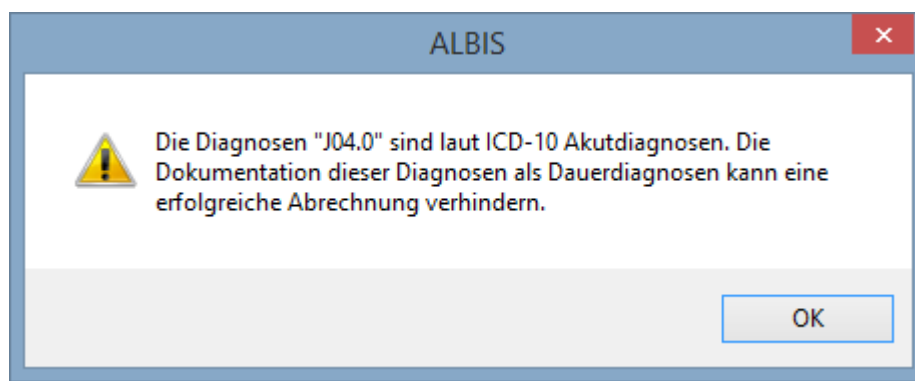 ALBIS
Die Diagnosen "J04.0" sind laut ICD-10 Akutdiagnosen. Die
Dokumentation dieser Diagnosen als Dauerdiagnosen kann eine
erfolgreiche Abrechnung verhindern.
OK